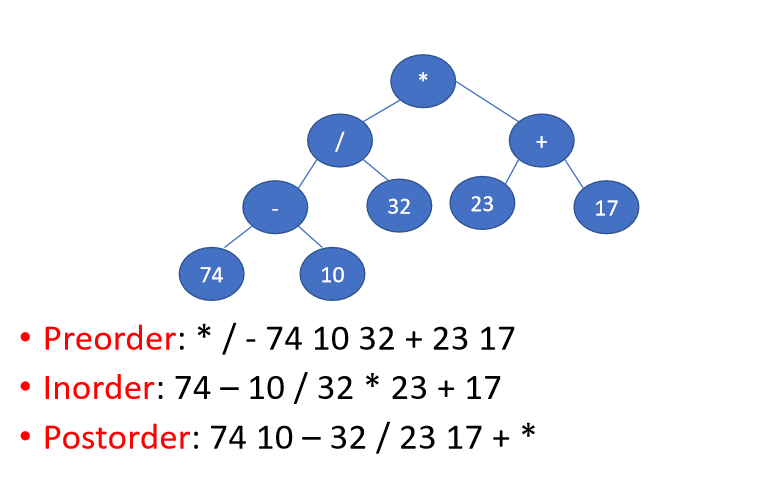 *
/ +
- 32 23 17
74 10
• Preorder: * / - 74 10 32 + 23 17
• Inorder: 74 – 10 / 32 * 23 + 17
• Postorder: 74 10 – 32 / 23 17 + *